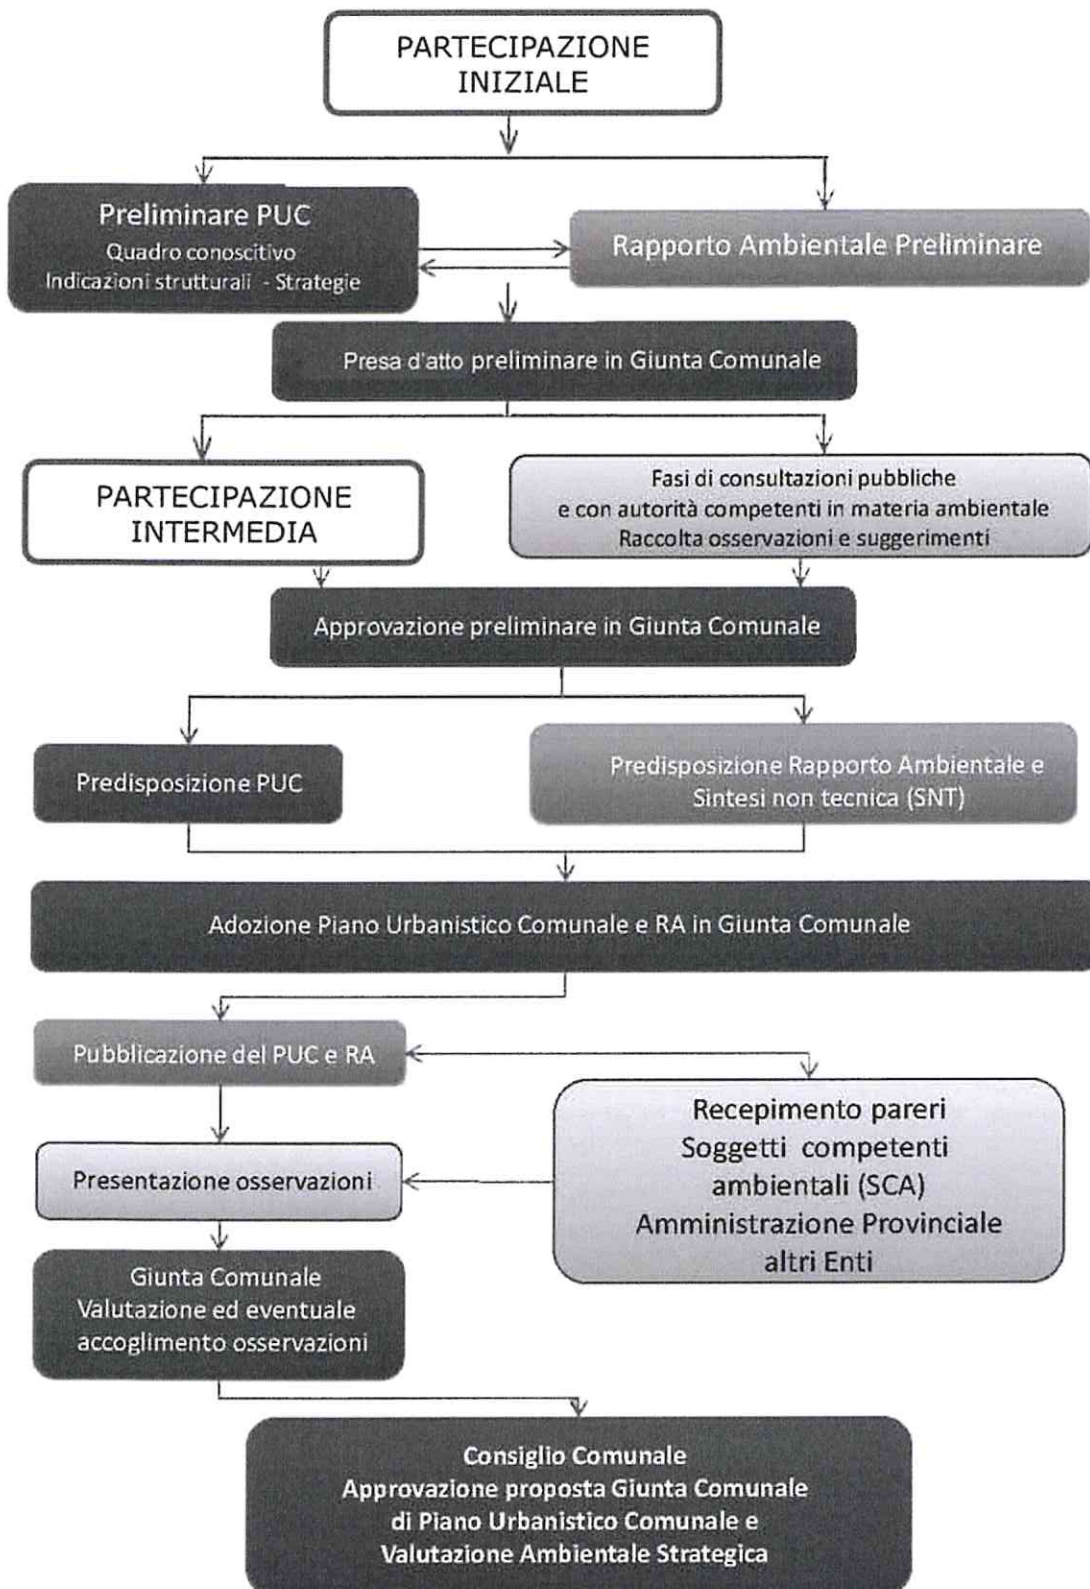 PARTECIPAZIONE
INIZIALE
Preliminare PUC
Quadro conoscitivo
Indicazioni strutturali - Strategie
Rapporto Ambientale Preliminare
Presa d'atto preliminare in Giunta Comunale
PARTECIPAZIONE
INTERMEDIA
Fasi di consultazioni pubbliche
e con autorità competenti in materia ambientale
Raccolta osservazioni e suggerimenti
Approvazione preliminare in Giunta Comunale
Predisposizione PUC
Predisposizione Rapporto Ambientale e
Sintesi non tecnica (SNT)
Adozione Piano Urbanistico Comunale e RA in Giunta Comunale
Pubblicazione del PUC e RA
Recepimento pareri
Soggetti competenti
ambientali (SCA)
Amministrazione Provinciale
altri Enti
Presentazione osservazioni
Giunta Comunale
Valutazione ed eventuale
accoglimento osservazioni
Consiglio Comunale
Approvazione proposta Giunta Comunale
di Piano Urbanistico Comunale e
Valutazione Ambientale Strategica